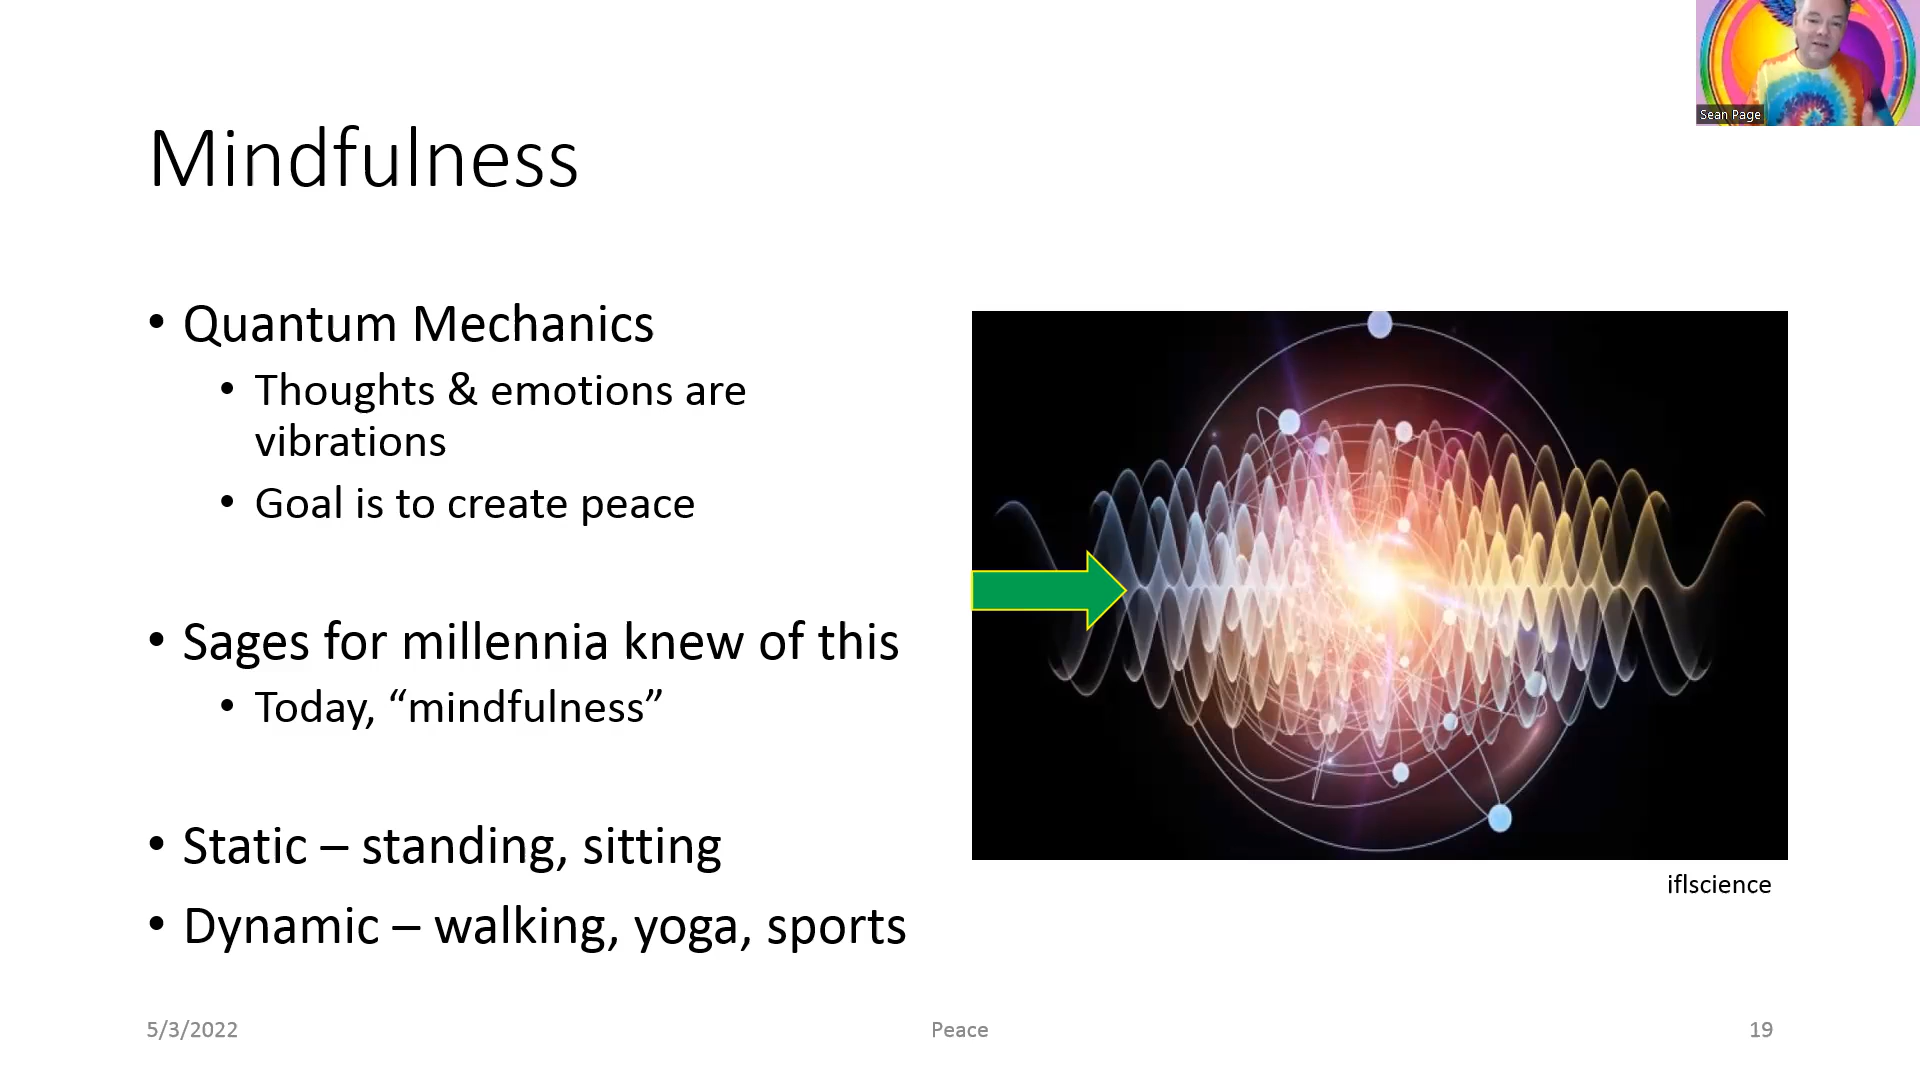 Sean Page
Mindfulness
• Quantum Mechanics
• Thoughts & emotions are
vibrations
• Goal is to create peace
• Sages for millennia knew of this
• Today, “mindfulness”
• Static – standing, sitting
• Dynamic – walking, yoga, sports
iflscience
5/3/2022
Peace
19